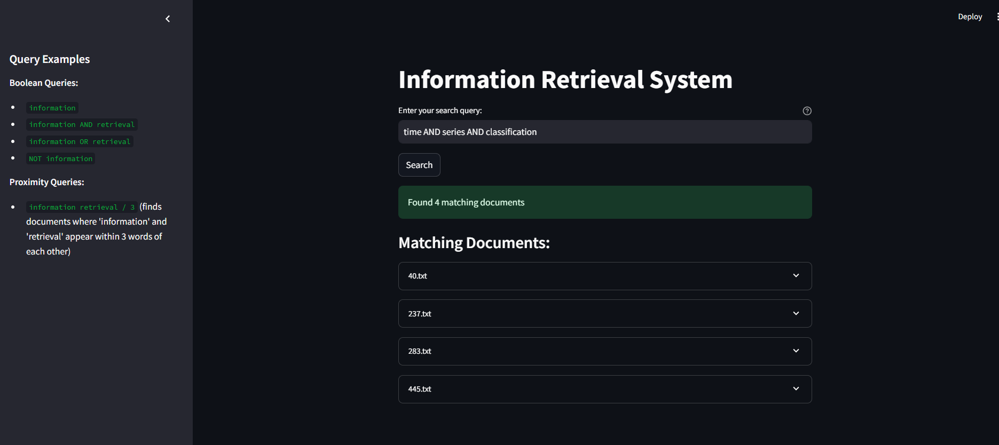 Deploy
Query Examples
Boolean Queries:
information
information AND retrieval
information OR retrieval
NOT information
Proximity Queries:
information retrieval / 3 (finds
documents where 'information' and
'retrieval' appear within 3 words of
each other)
Information Retrieval System
Enter your search query:
time AND series AND classification
Search
Found 4 matching documents
Matching Documents:
40.txt
237.txt
283.txt
445.txt